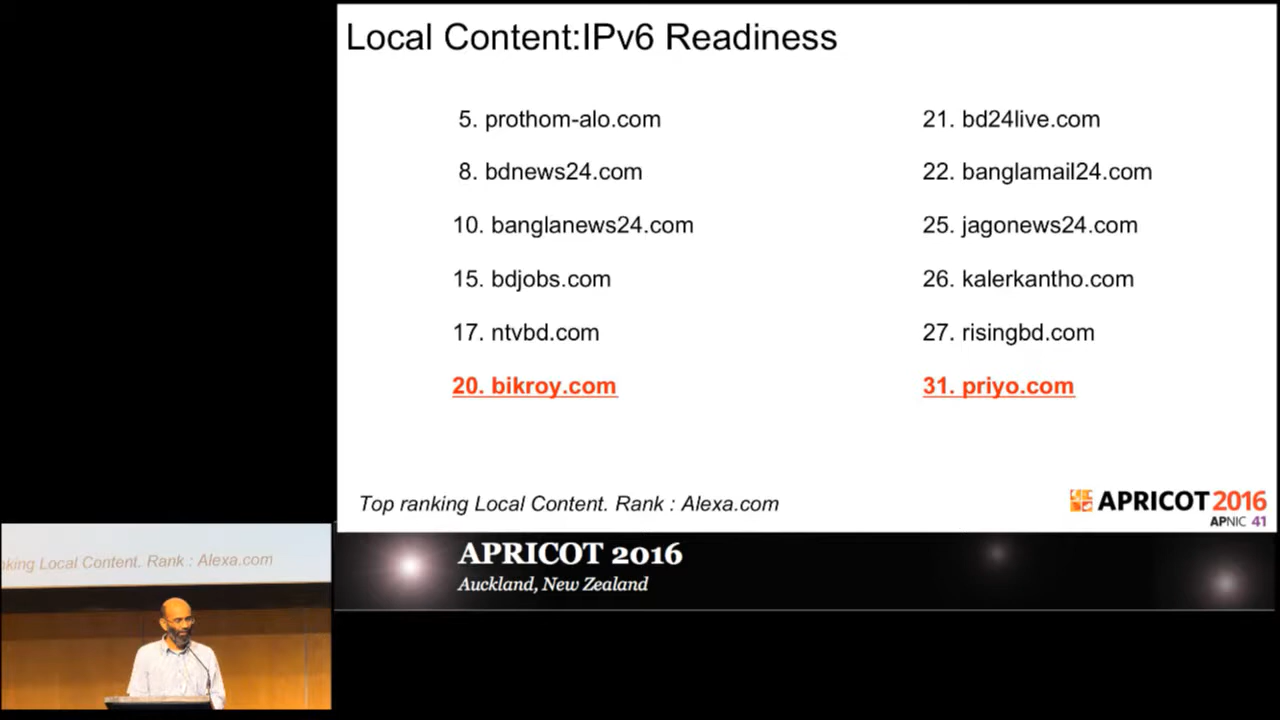 Local Content:IPv6 Readiness
5. prothom-alo.com
8. bdnews24.com
10. banglanews24.com
15. bdjobs.com
17. ntvbd.com
20. bikroy.com
21. bd24live.com
22. banglamail24.com
25. jagonews24.com
26. kalerkantho.com
27. risingbd.com
31. priyo.com
Top ranking Local Content. Rank : Alexa.com
APRICOT 2016
APNIC 41
APRICOT 2016
Auckland, New Zealand
nking Local Content. Rank : Alexa.com